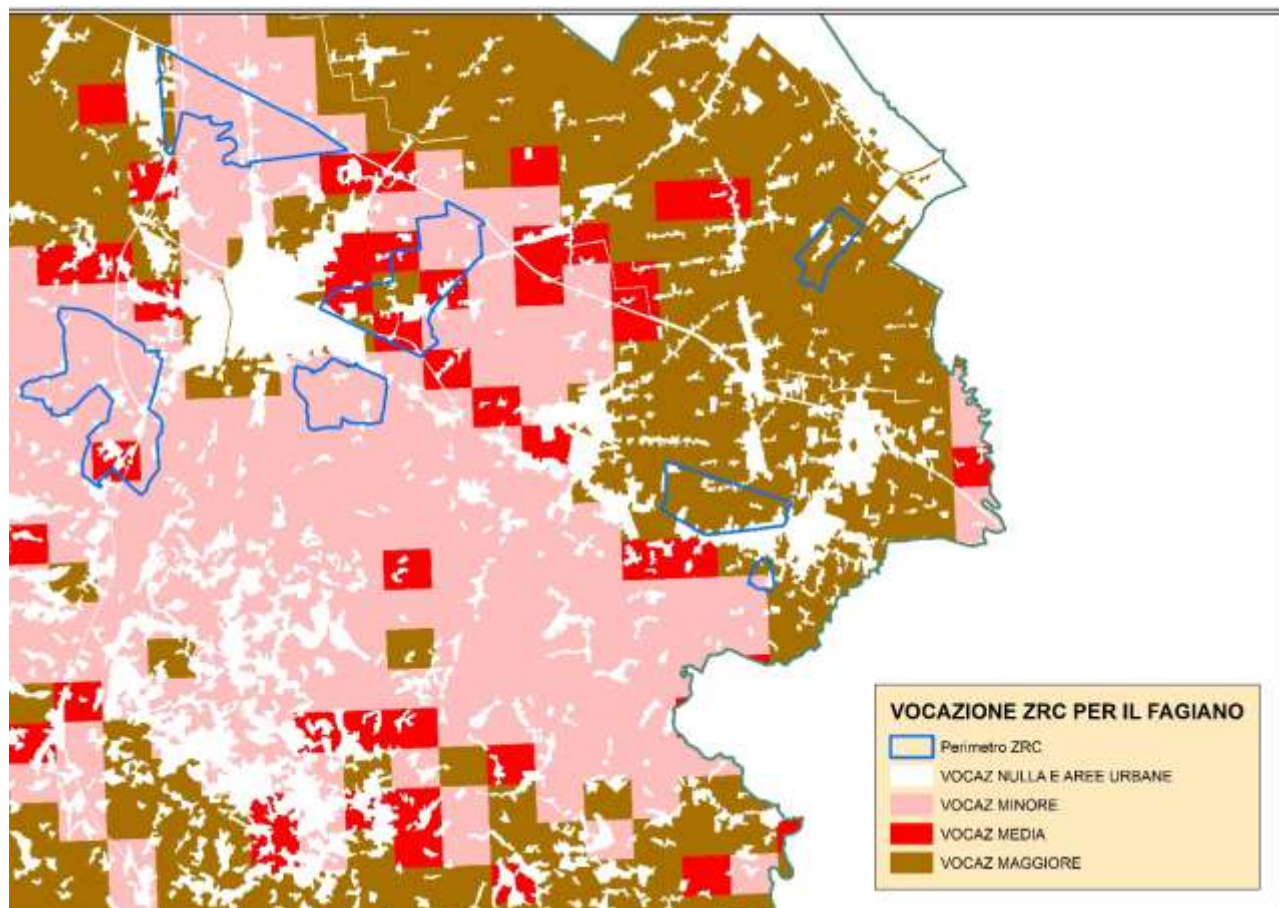 VOCAZIONE ZRC PER IL FAGIANO
Perimetro ZRC
VOCAZ NULLA E AREE URBANE
VOCAZ MINORE
VOCAZ MEDIA
VOCAZ MAGGIORE